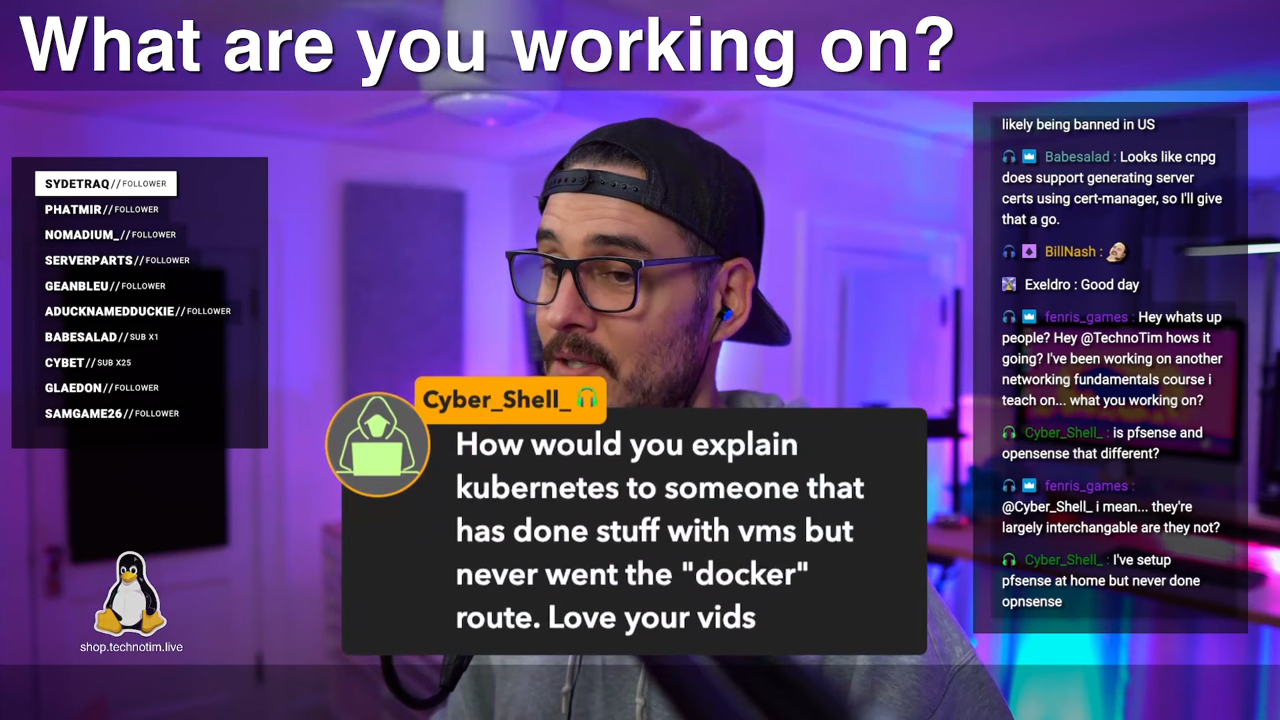 What are you working on?
SYDETRAQ//FOLLOWER
PHATMIR//FOLLOWER
NOMADIUM_//FOLLOWER
SERVERPARTS//FOLLOWER
GEANBLEU//FOLLOWER
ADUCKNAMEDDUCKIE//FOLLOWER
BABESALAD//SUB X1
CYBET//SUB X25
GLAEDON//FOLLOWER
SAMGAME26//FOLLOWER
shop.technotim.live
Cyber_Shell_
How would you explain
kubernetes to someone that
has done stuff with vms but
never went the "docker"
route. Love your vids
likely being banned in US
Babesalad : Looks like cnpg
does support generating server
certs using cert-manager, so I'll give
that a go.
BillNash :
Exeldro : Good day
fenris_games : Hey whats up
people? Hey @TechnoTim hows it
going? I've been working on another
networking fundamentals course i
teach on... what you working on?
Cyber_Shell_ : is pfsense and
opensense that different?
fenris_games :
@Cyber_Shell_ i mean... they're
largely interchangable are they not?
Cyber_Shell_ : I've setup
pfsense at home but never done
opnsense